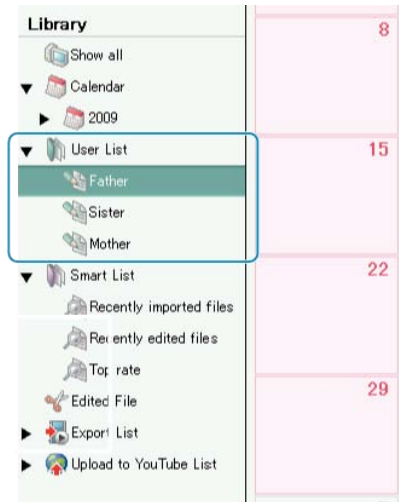 Library
Show all
Calendar
2009
User List
Father
Sister
Mother
Smart List
Recently imported files
Recently edited files
Top rate
Edited File
Export List
Upload to YouTube List
8
15
22
29